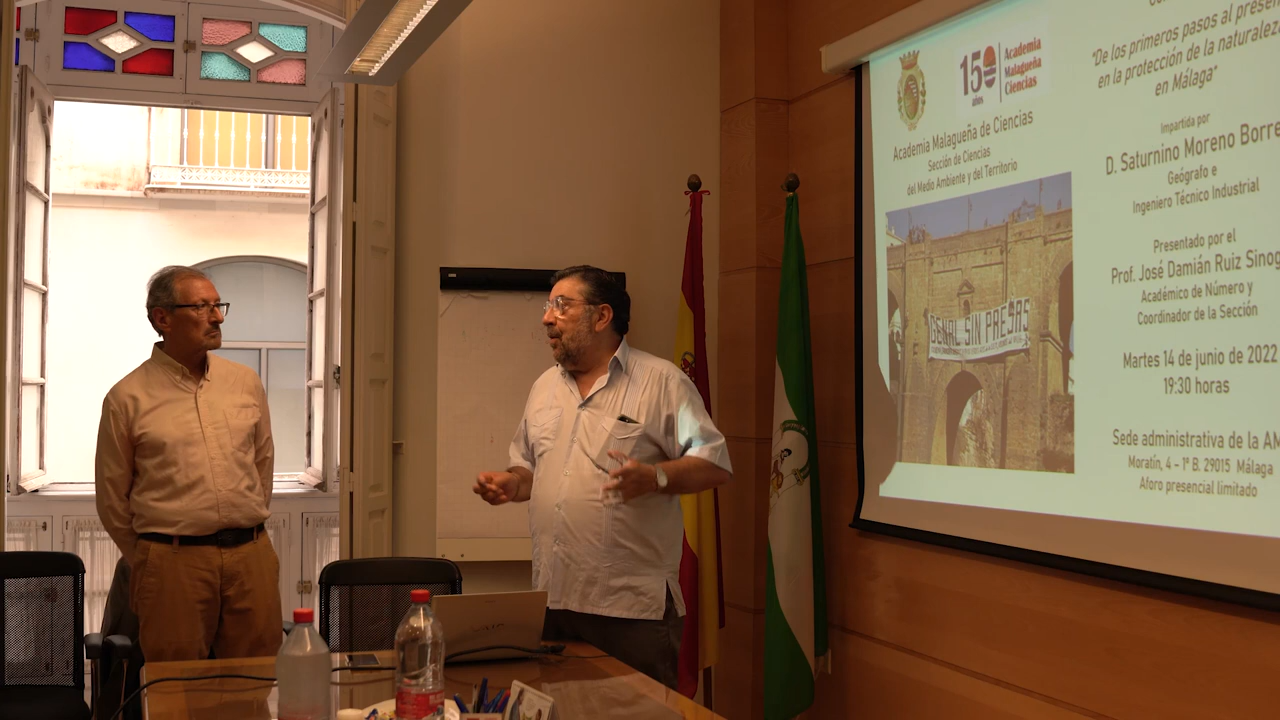 150
años
Academia
Malagueña
Ciencias
Academia Malagueña de Ciencias
Sección de Ciencias
del Medio Ambiente y del Territorio
GENAL SIN PRESAS
"De los primeros pasos al present
en la protección de la naturaleza
en Málaga"
Impartida por
D. Saturnino Moreno Borre
Geógrafo e
Ingeniero Técnico Industrial
Presentado por el
Prof. José Damián Ruiz Sinog
Académico de Número y
Coordinador de la Sección
Martes 14 de junio de 2022
19:30 horas
Sede administrativa de la AM
Moratín, 4 - 1º B. 29015 Málaga
Aforo presencial limitado